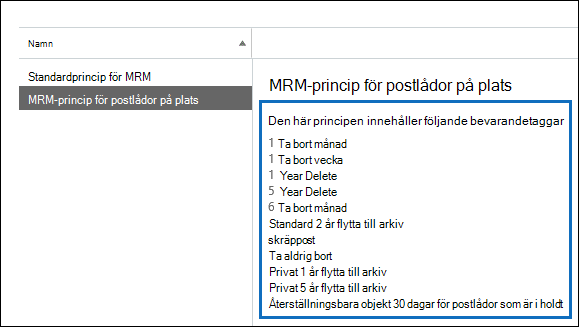 Namn
Standardprincip för MRM
MRM-princip för postlådor på plats
MRM-princip för postlådor på plats
Den här principen innehåller följande bevarandetaggar
1 Ta bort månad
1 Ta bort vecka
1 Year Delete
5 Year Delete
6 Ta bort månad
Standard 2 år flytta till arkiv
skräppost
Ta aldrig bort
Privat 1 år flytta till arkiv
Privat 5 år flytta till arkiv
Återställningsbara objekt 30 dagar för postlådor som är i holdt